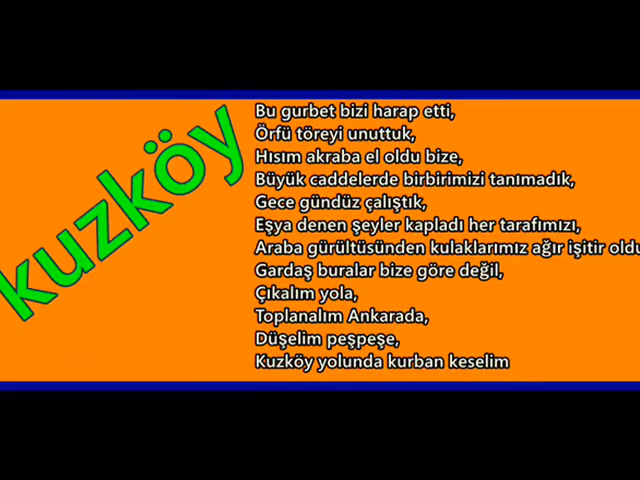 kuzköy
Bu gurbet bizi harap etti,
Örfü töreyi unuttuk,
Hısım akraba el oldu bize,
Büyük caddelerde birbirimizi tanımadık,
Gece gündüz çalıştık,
Eşya denen şeyler kapladı her tarafımızı,
Araba gürültüsünden kulaklarımız ağır işitir oldu
Gardaş buralar bize göre değil,
Çıkalım yola,
Toplanalım Ankarada,
Düşelim peşpeşe,
Kuzköy yolunda kurban keselim